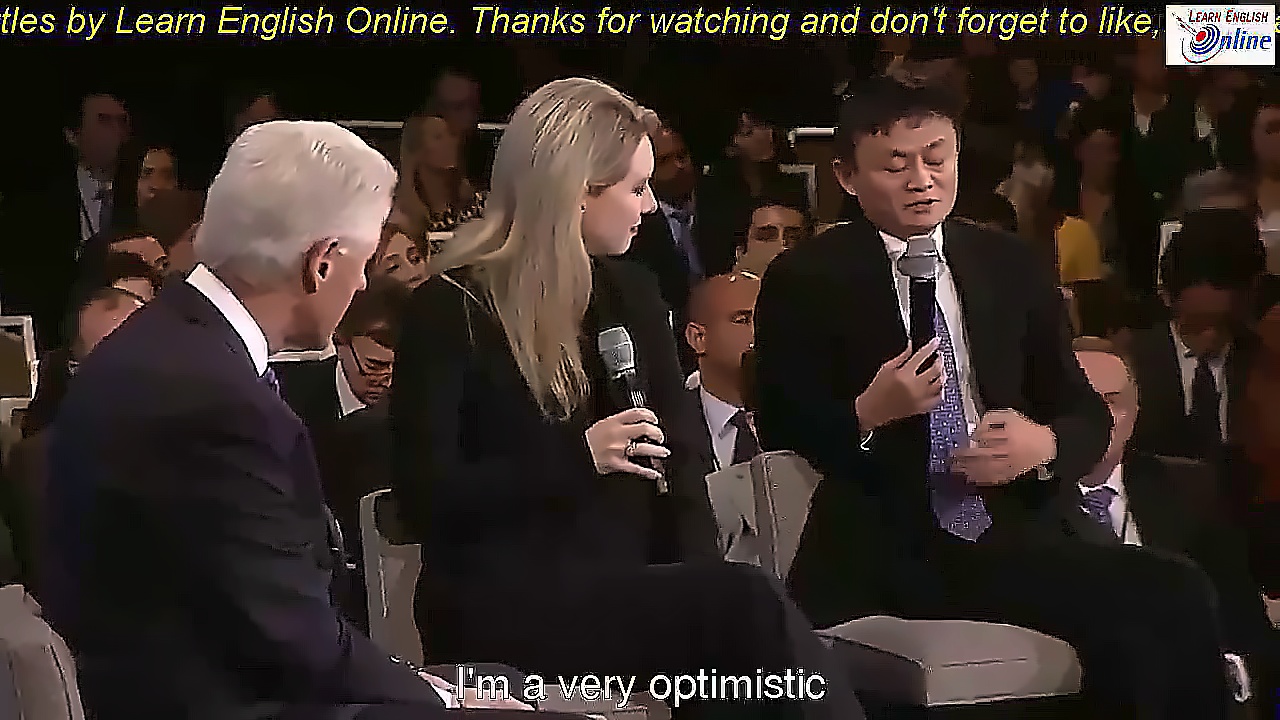 tles by Learn English Online. Thanks for watching and don't forget to like,
LEARN ENGLISH
Online
I'm a very optimistic